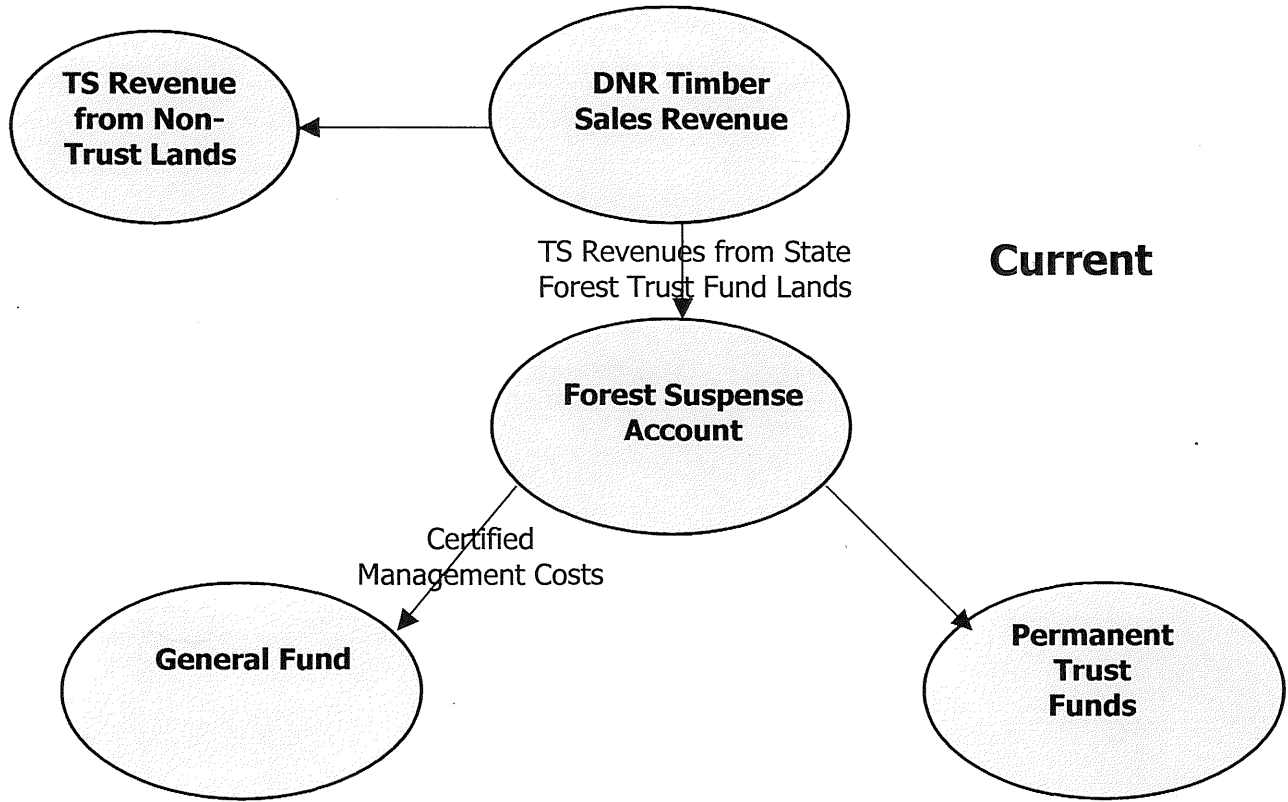 TS Revenue
from Non-
Trust Lands
DNR Timber
Sales Revenue
TS Revenues from State
Forest Trust Fund Lands
Current
Forest Suspense
Account
Certified
Management Costs
General Fund
Permanent
Trust
Funds